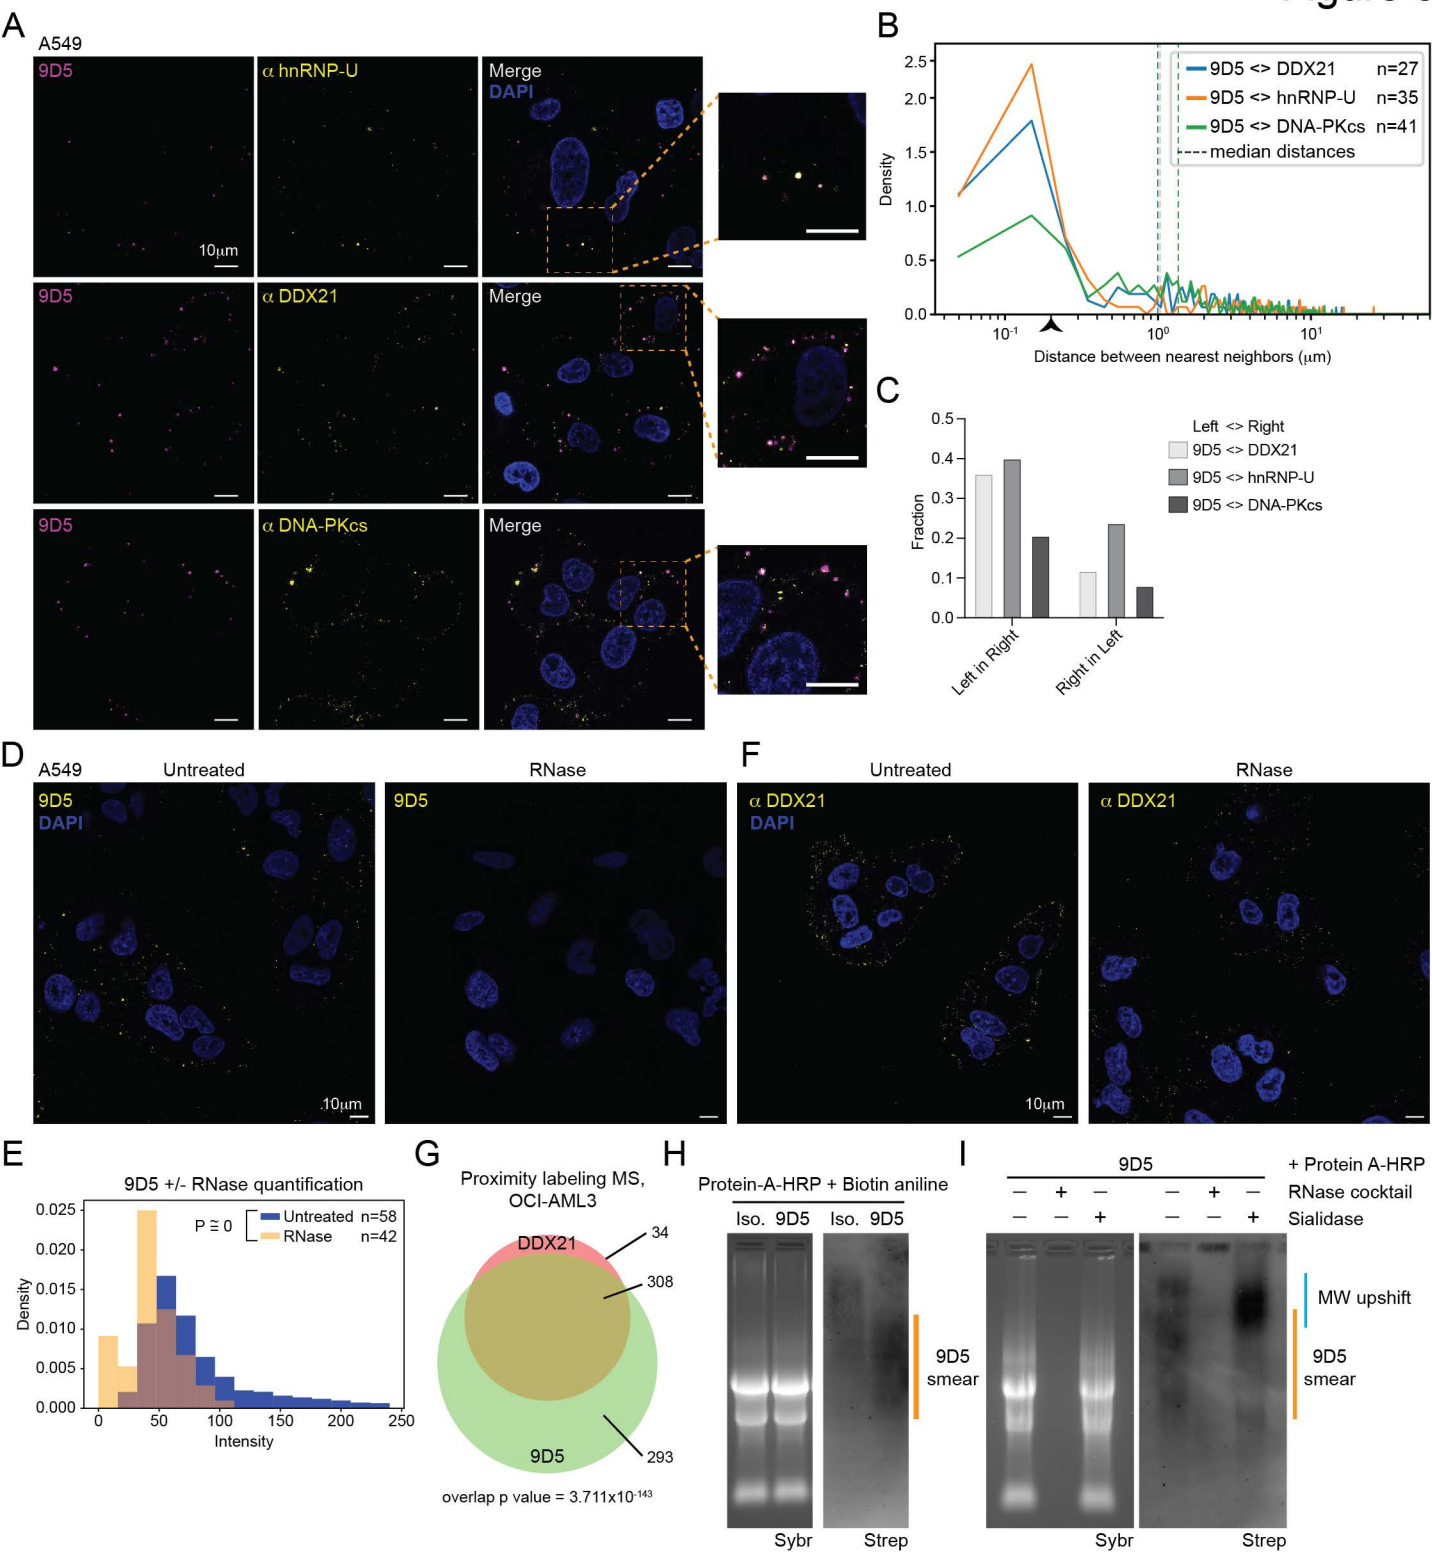 A
A549
9D5
α hnRNP-U
Merge
DAPI
10μm
9D5
α DDX21
Merge
9D5
α DNA-PKcs
Merge
B
2.5
2.0
1.5
1.0
0.5
0.0
Density
9D5 <> DDX21 n=27
9D5 <> hnRNP-U n=35
9D5 <> DNA-PKcs n=41
median distances
10⁻¹ 10⁰ 10¹
Distance between nearest neighbors (μm)
C
0.5
0.4
0.3
0.2
0.1
0.0
Fraction
Left <> Right
9D5 <> DDX21
9D5 <> hnRNP-U
9D5 <> DNA-PKcs
Left in Right
Right in Left
D
A549
Untreated
RNase
9D5
DAPI
9D5
10μm
F
Untreated
RNase
α DDX21
DAPI
α DDX21
10μm
E
9D5 +/- RNase quantification
0.025
0.020
0.015
0.010
0.005
0.000
Density
P ≅ 0
Untreated n=58
RNase n=42
0 50 100 150 200 250
Intensity
G
Proximity labeling MS,
OCI-AML3
DDX21
34
308
9D5
293
overlap p value = 3.711x10⁻¹⁴³
H
Protein-A-HRP + Biotin aniline
Iso. 9D5 Iso. 9D5
9D5
smear
Sybr
Strep
I
9D5
+ Protein A-HRP
– + – – + – RNase cocktail
– – + – – + Sialidase
MW upshift
9D5
smear
Sybr
Strep